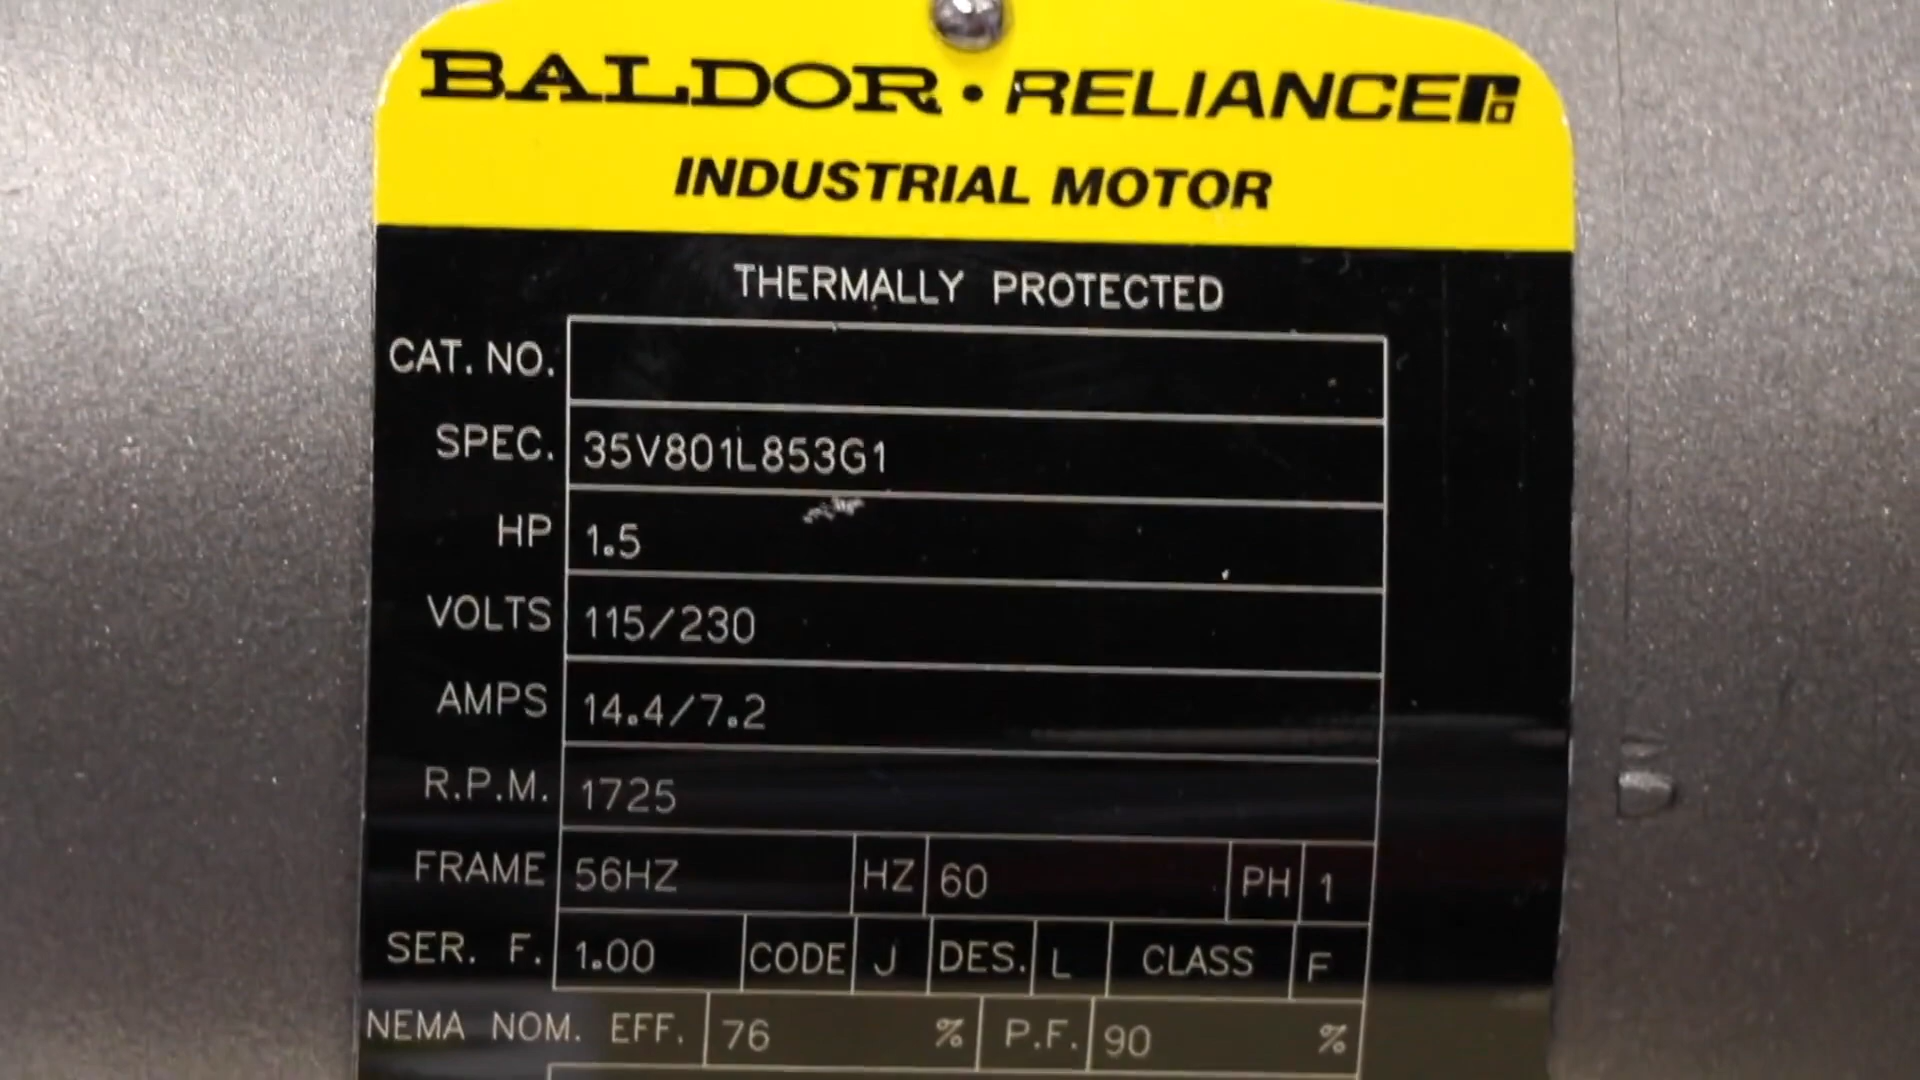 BALDOR • RELIANCE
INDUSTRIAL MOTOR
THERMALLY PROTECTED
CAT. NO.
SPEC. 35V801L853G1
HP 1.5
VOLTS 115/230
AMPS 14.4/7.2
R.P.M. 1725
FRAME 56HZ HZ 60 PH 1
SER. F. 1.00 CODE J DES. L CLASS F
NEMA NOM. EFF. 76 % P.F. 90 %